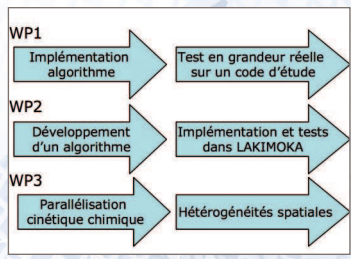 WP1
Implémentation algorithme
Test en grandeur réelle sur un code d'étude
WP2
Développement d'un algorithme
Implémentation et tests dans LAKIMOKA
WP3
Parallélisation cinétique chimique
Hétérogénéités spatiales